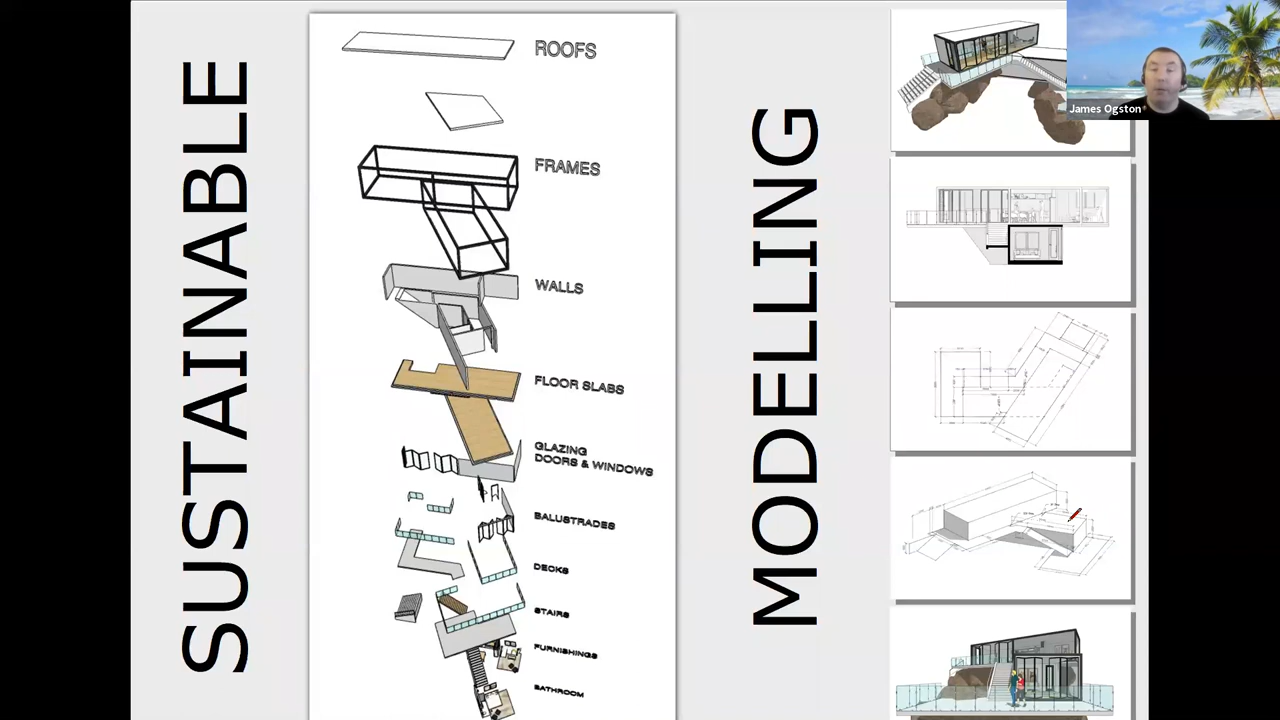 SUSTAINABLE
ROOFS
FRAMES
WALLS
FLOOR SLABS
GLAZING
DOORS & WINDOWS
BALUSTRADES
DECKS
STAIRS
FURNISHINGS
BATHROOM
MODELLING
James Ogston